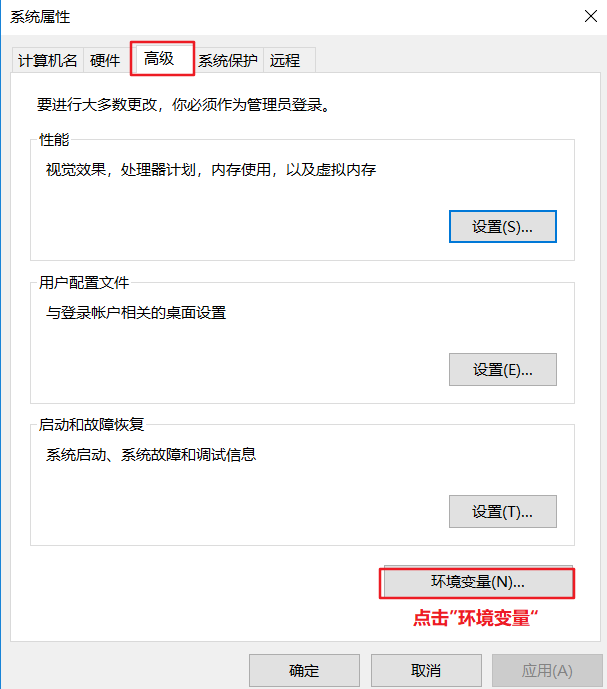 系统属性
计算机名 硬件 高级 系统保护 远程
要进行大多数更改，你必须作为管理员登录。
性能
视觉效果，处理器计划，内存使用，以及虚拟内存
设置(S)...
用户配置文件
与登录帐户相关的桌面设置
设置(E)...
启动和故障恢复
系统启动、系统故障和调试信息
设置(T)...
环境变量(N)...
点击”环境变量“
确定 取消 应用(A)